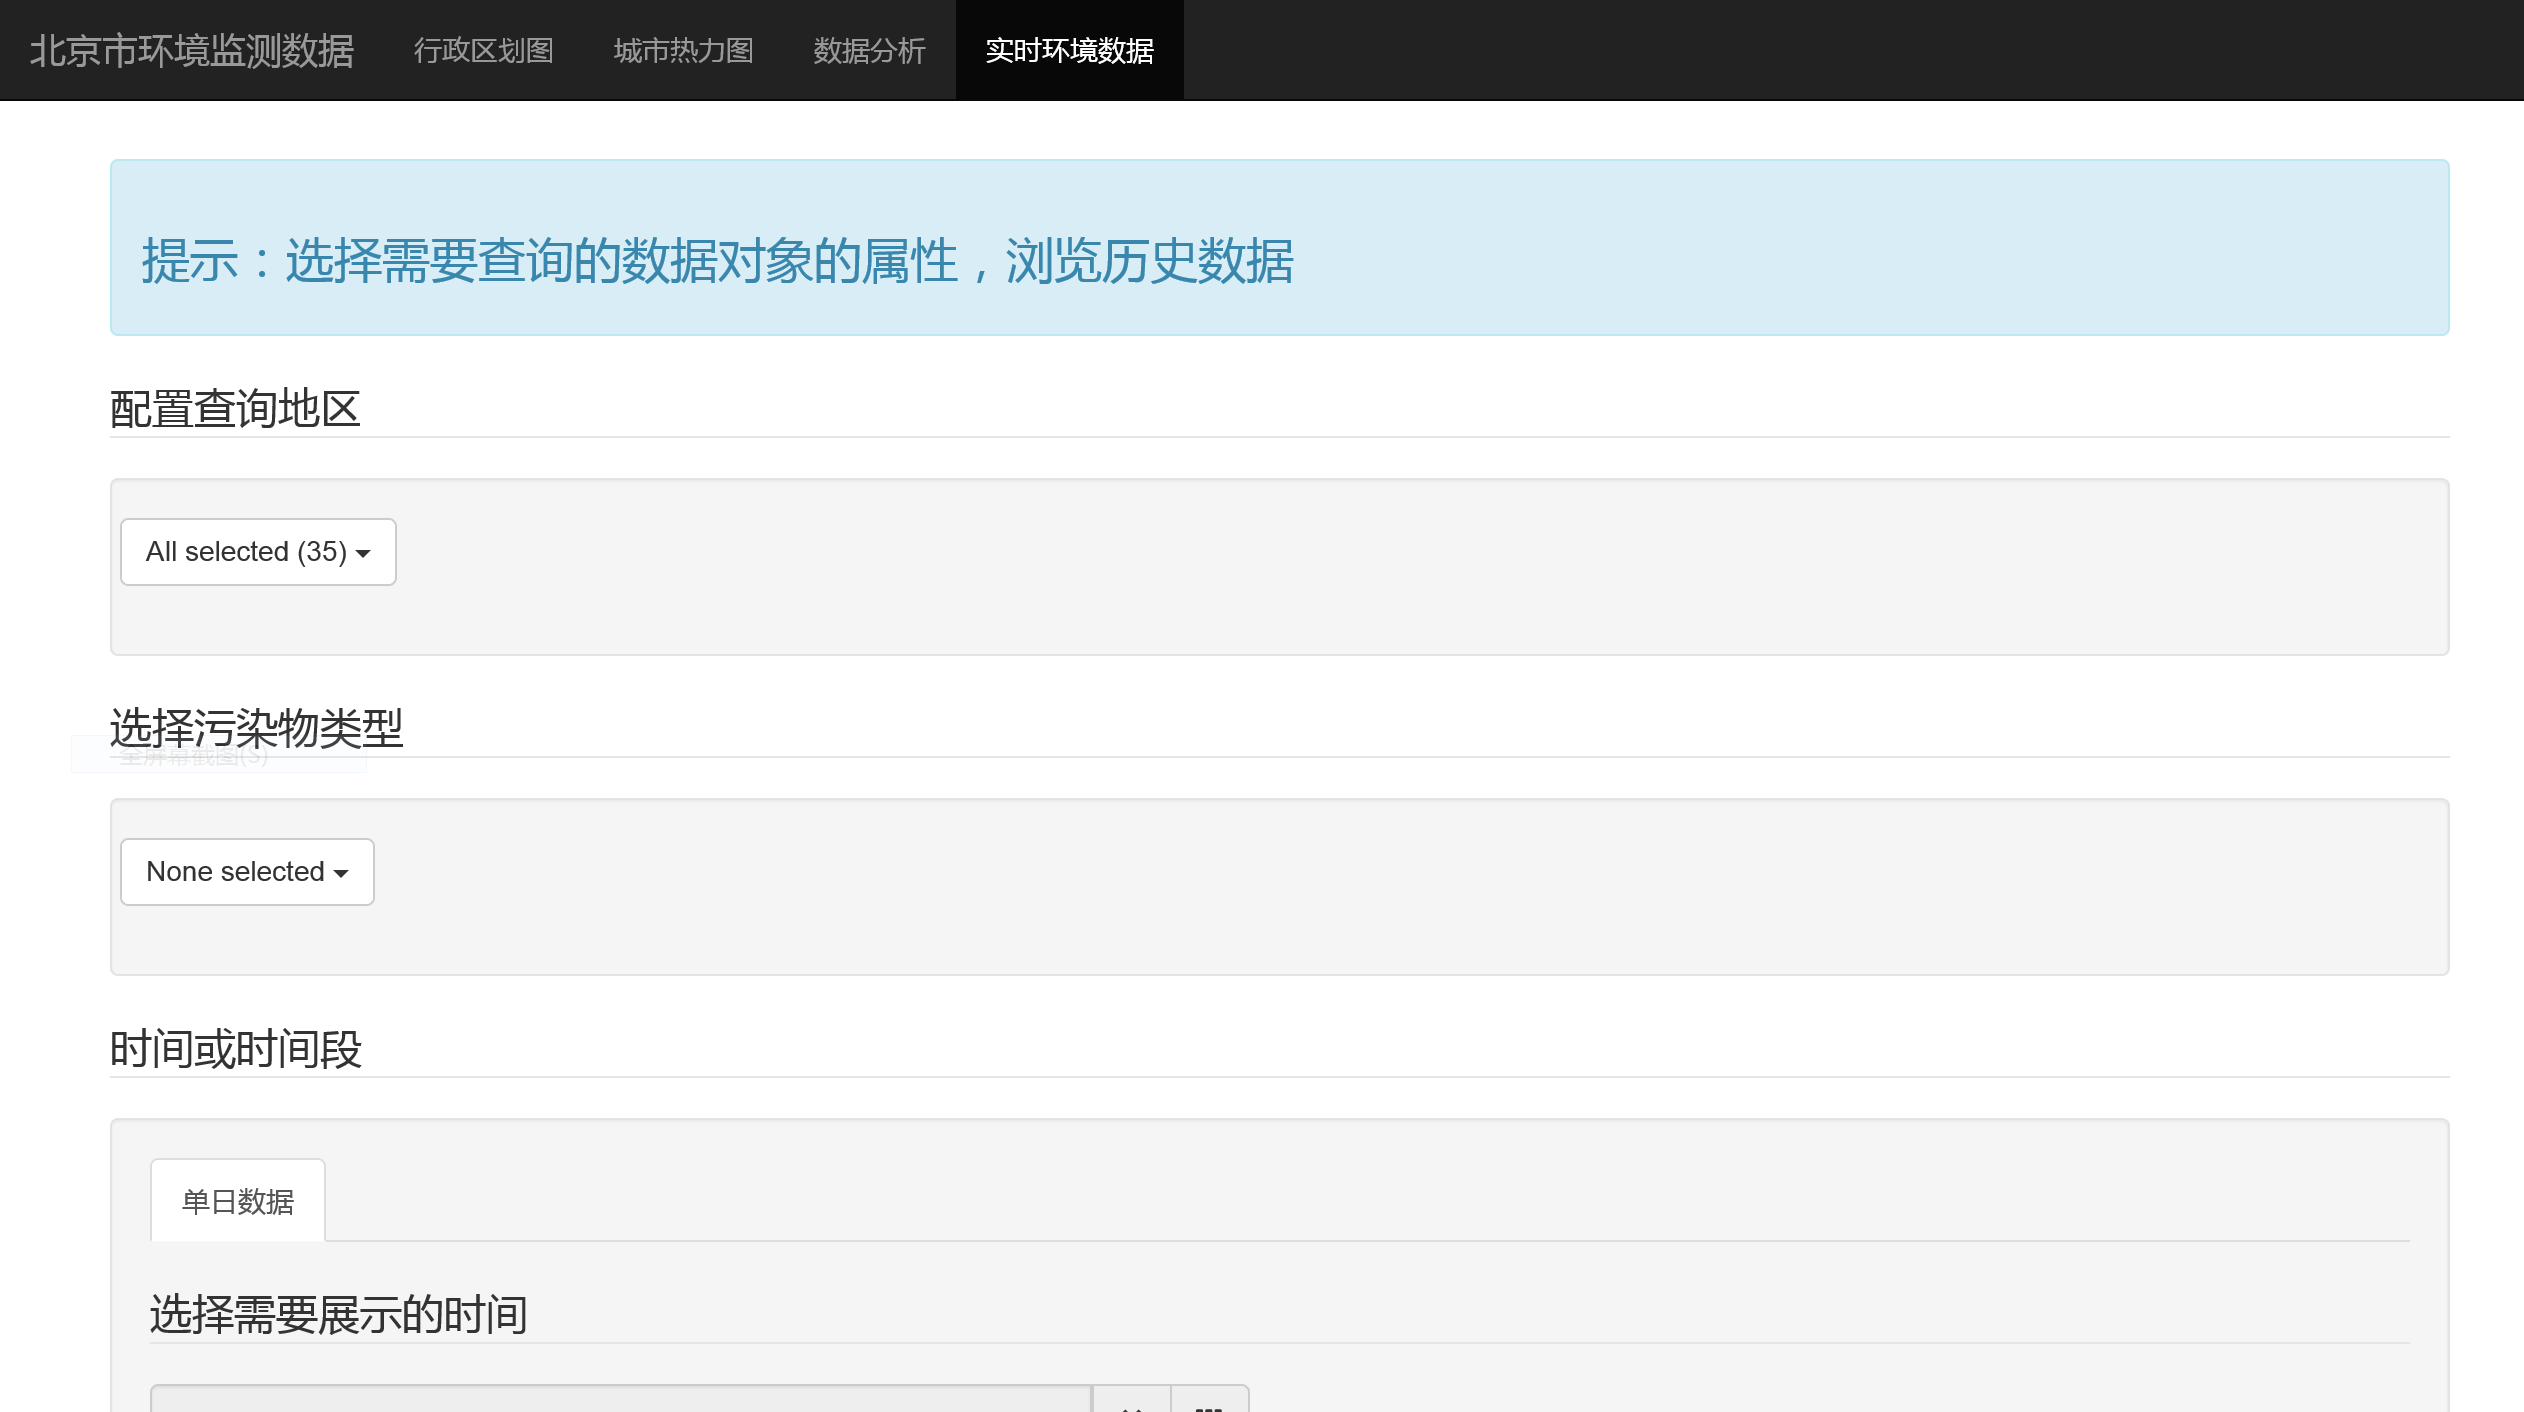 北京市环境监测数据 行政区划图 城市热力图 数据分析 实时环境数据
提示：选择需要查询的数据对象的属性，浏览历史数据
配置查询地区
All selected (35)
选择污染物类型
全屏幕截图(S)
None selected
时间或时间段
单日数据
选择需要展示的时间